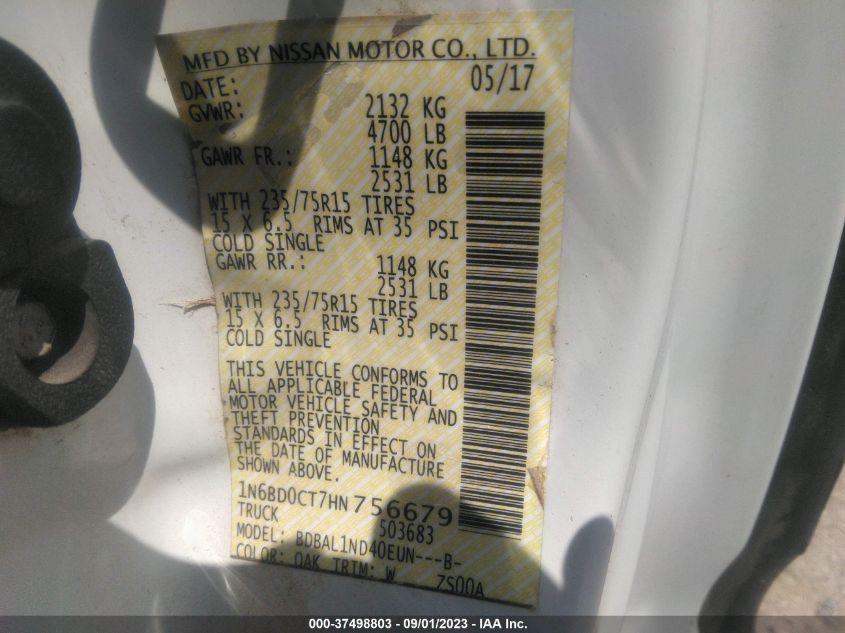 MFD BY NISSAN MOTOR CO., LTD.
DATE: 05/17
GVWR: 2132 KG
4700 LB
GAWR FR.: 1148 KG
2531 LB
WITH 235/75R15 TIRES
15 X 6.5 RIMS AT 35 PSI
COLD SINGLE
GAWR RR.: 1148 KG
2531 LB
WITH 235/75R15 TIRES
15 X 6.5 RIMS AT 35 PSI
COLD SINGLE
THIS VEHICLE CONFORMS TO
ALL APPLICABLE FEDERAL
MOTOR VEHICLE SAFETY AND
THEFT PREVENTION
STANDARDS IN EFFECT ON
THE DATE OF MANUFACTURE
SHOWN ABOVE.
1N6BD0CT7HN756679
TRUCK 503683
MODEL: BDBAL1ND40EUN---B-
COLOR: QAK TRIM: W ZS00A
000-37498803 - 09/01/2023 - IAA Inc.